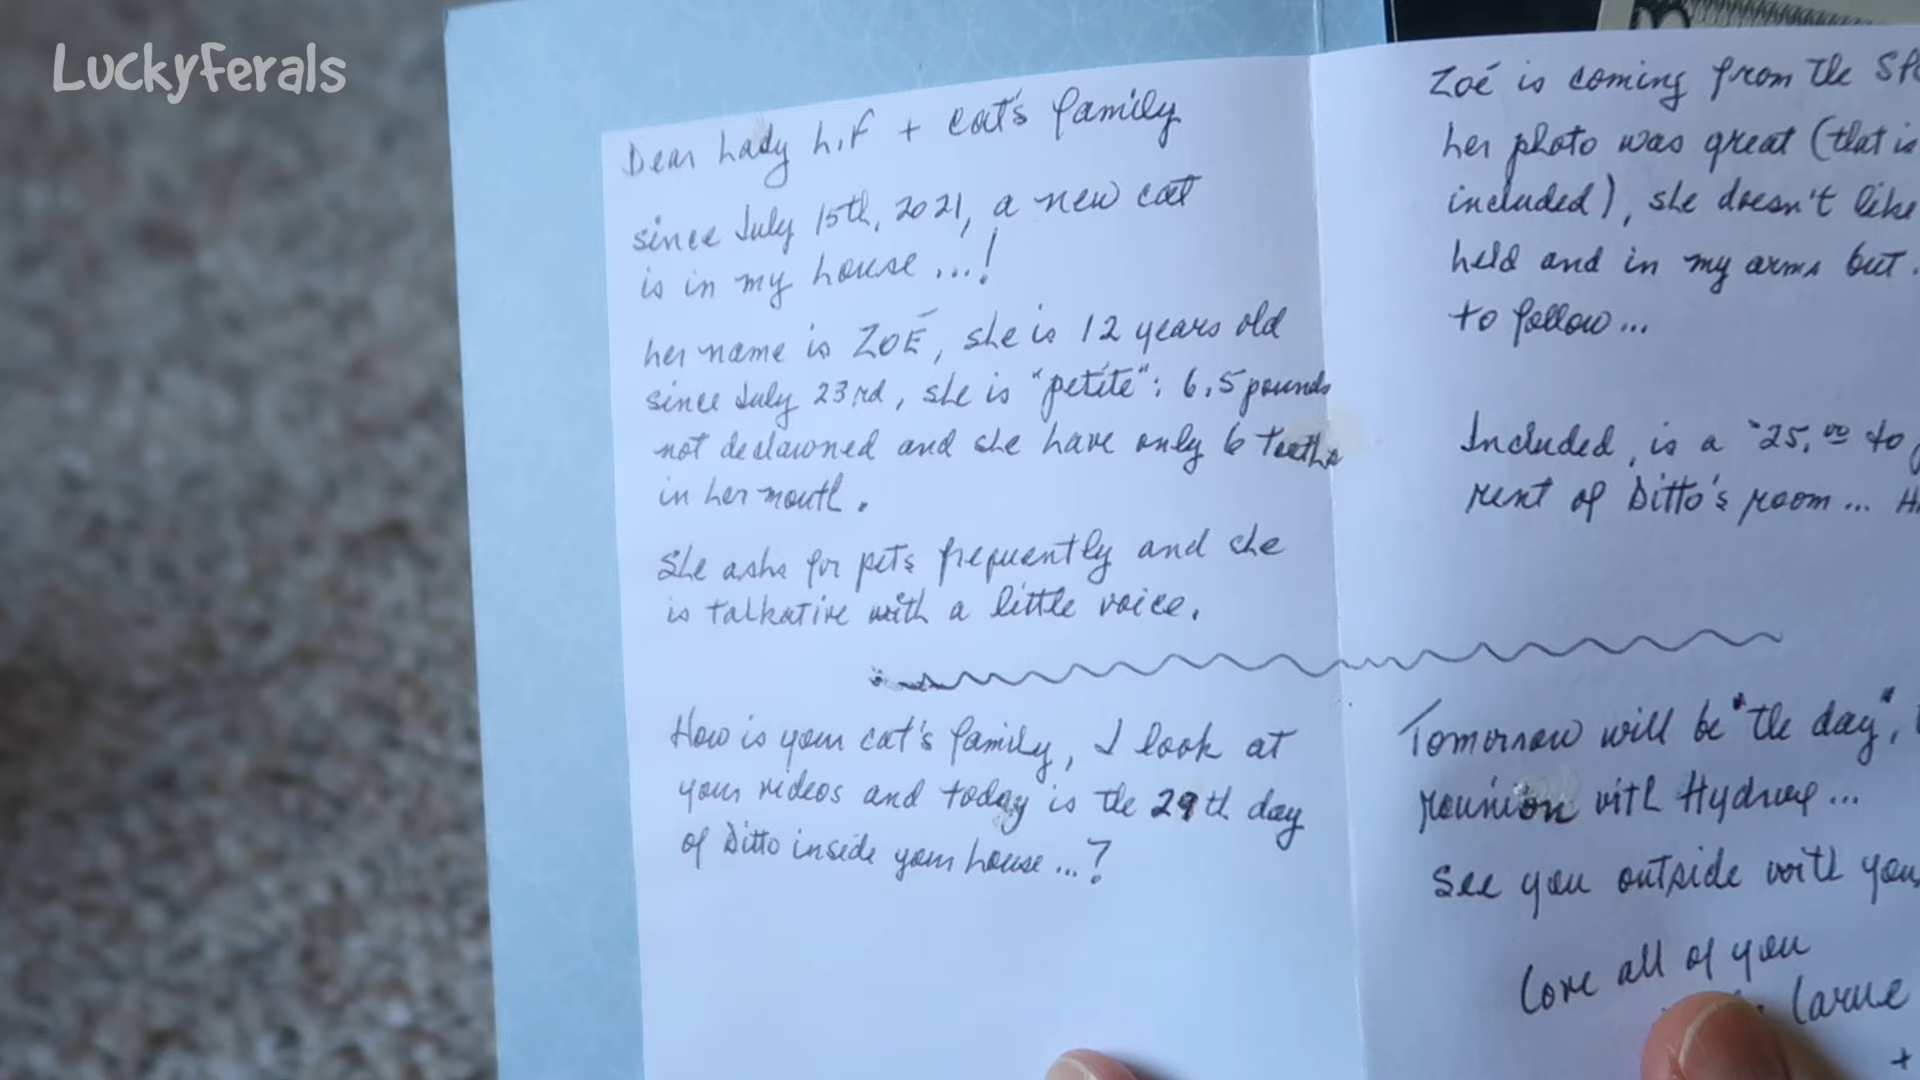 LuckyFerals
Dear Lady L.F + cat's family
since July 15th, 2021, a new cat
is in my house ...!
her name is ZOÉ, she is 12 years old
since July 23rd, she is "petite": 6.5 pounds
not declawned and she have only 6 teeths
in her mouth.
She asks for pets frequently and she
is talkative with a little voice.
How is your cat's family, I look at
your videos and today is the 29th day
of Ditto inside your house ...?
Zoé is coming from the
her photo was great (that is
included), she doesn't like
held and in my arms but
to follow...
Included, is a 25.00 to
rent of Ditto's room...
Tomorrow will be "the day",
reunion with Hydrox...
See you outside with you
Love all of you
Larue
+